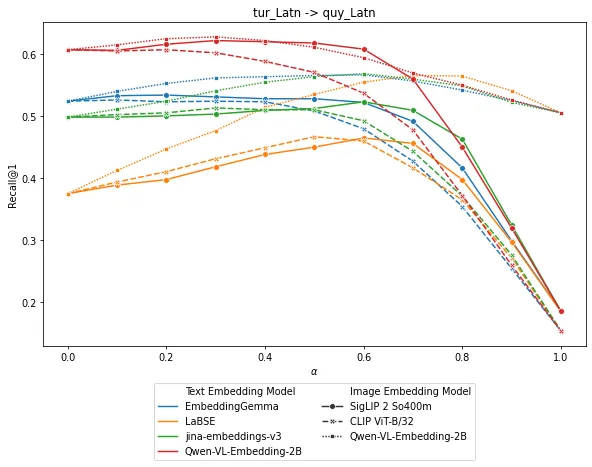 tur_Latn -> quy_Latn
Recall@1
0.6
0.5
0.4
0.3
0.2
0.0 0.2 0.4 0.6 0.8 1.0
α
Text Embedding Model Image Embedding Model
EmbeddingGemma SigLIP 2 So400m
LaBSE CLIP ViT-B/32
jina-embeddings-v3 Qwen-VL-Embedding-2B
Qwen-VL-Embedding-2B